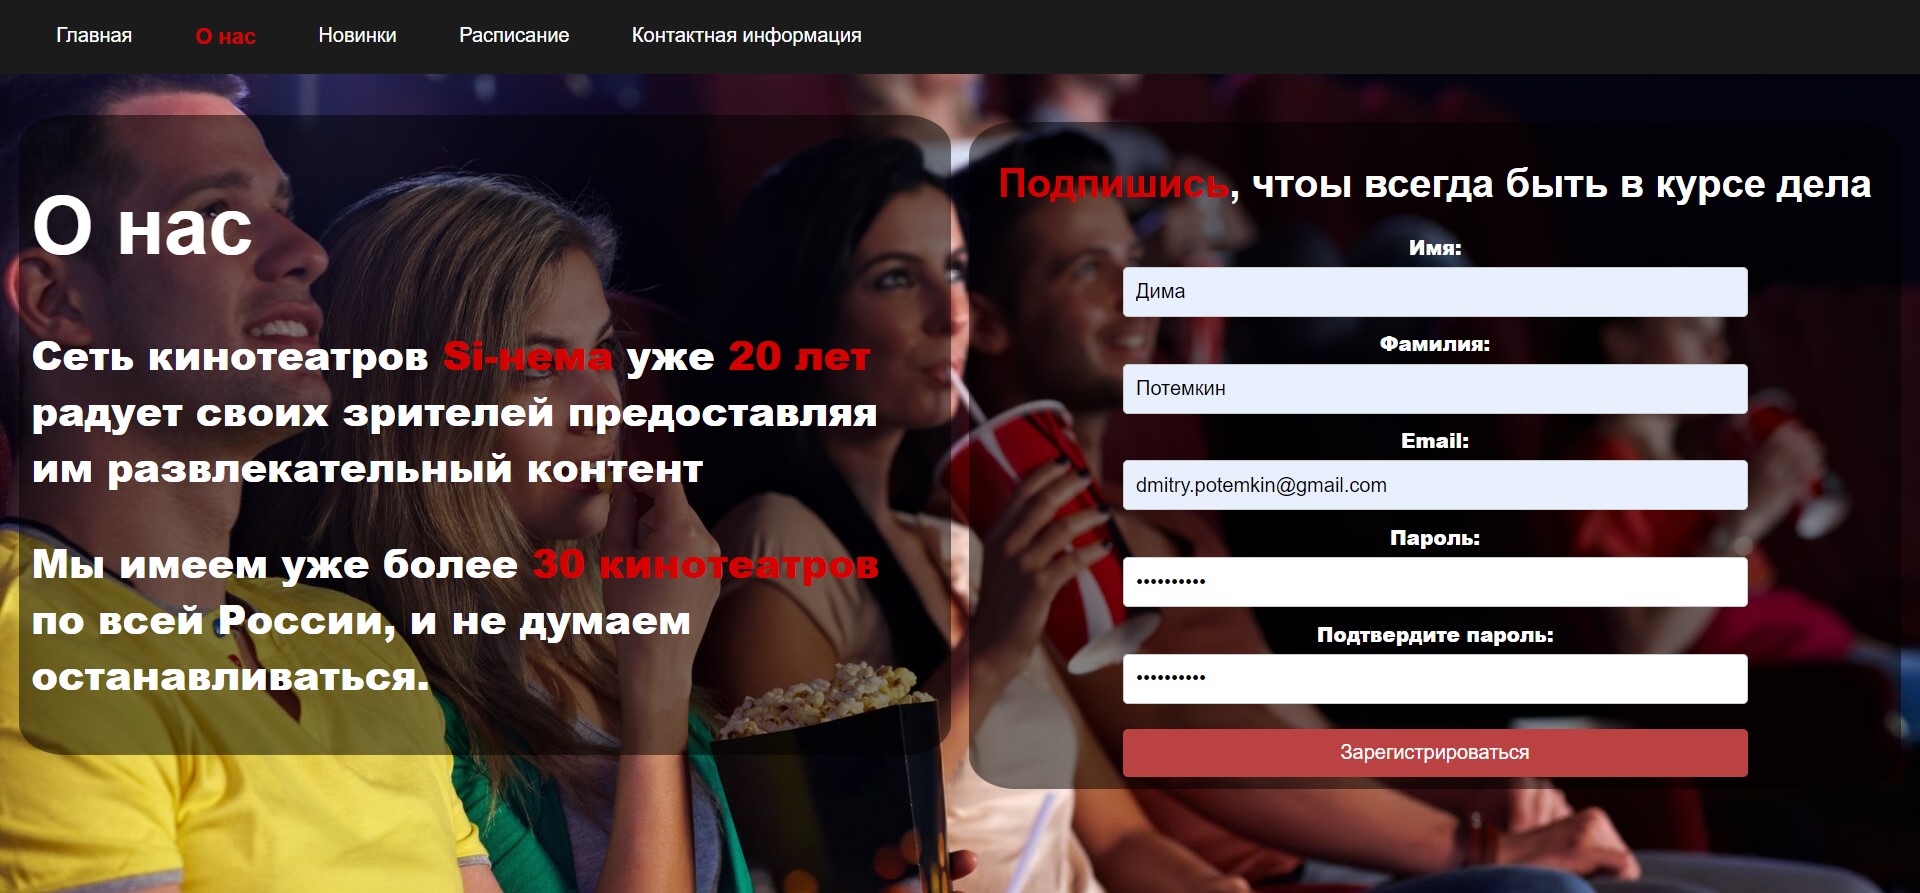 Главная О нас Новинки Расписание Контактная информация
О нас
Сеть кинотеатров Si-нема уже 20 лет
радует своих зрителей предоставляя
им развлекательный контент
Мы имеем уже более 30 кинотеатров
по всей России, и не думаем
останавливаться.
Подпишись, чтоы всегда быть в курсе дела
Имя:
Дима
Фамилия:
Потемкин
Email:
dmitry.potemkin@gmail.com
Пароль:
••••••••••
Подтвердите пароль:
••••••••••
Зарегистрироваться